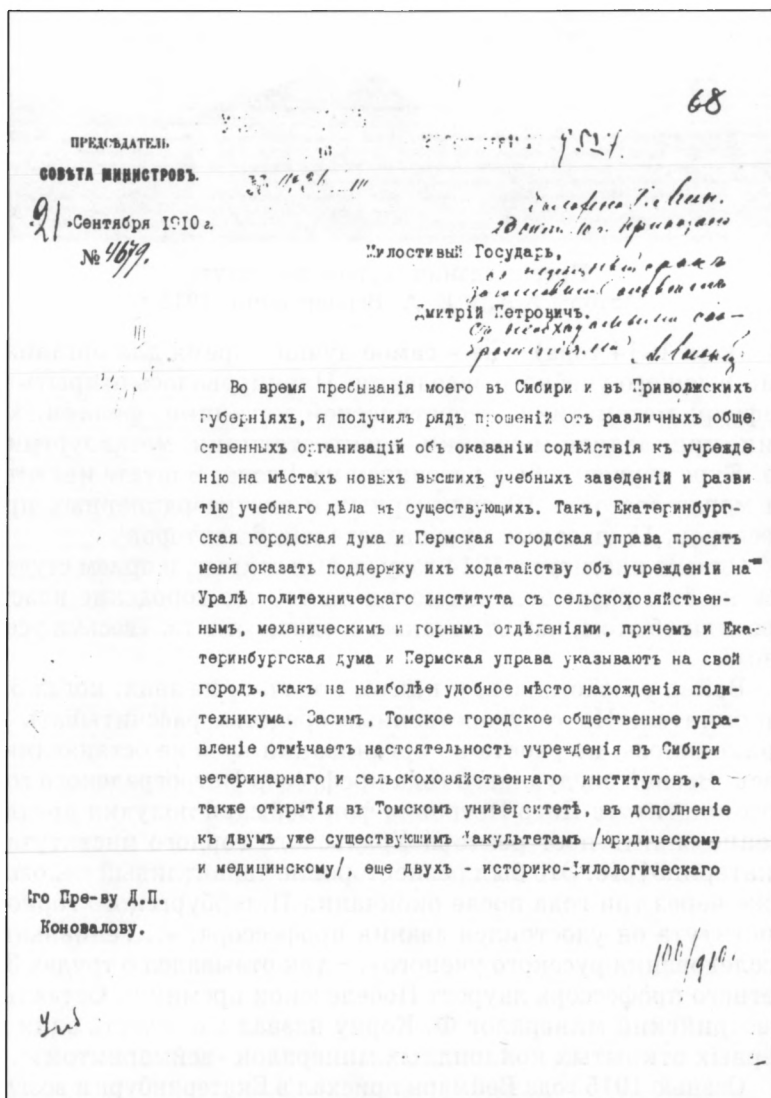 68
ПРЕДСѢДАТЕЛЬ
СОВѢТА МИНИСТРОВЪ.
21 Сентября 1910 г.
№ 4679.
Милостивый Государь,
Дмитрій Петровичъ.
Во время пребыванія моего въ Сибири и въ Приволжскихъ
губерніяхъ, я получилъ рядъ прошеній отъ различныхъ обще-
ственныхъ организацій объ оказаніи содѣйствія къ учрежде-
нію на мѣстахъ новыхъ высшихъ учебныхъ заведеній и разви
тію учебнаго дѣла въ существующихъ. Такъ, Екатеринбург-
ская городская дума и Пермская городская управа просятъ
меня оказать поддержку ихъ ходатайству объ учрежденіи на
Уралѣ политехническаго института съ сельскохозяйствен-
нымъ, механическимъ и горнымъ отдѣленіями, причемъ и Ека-
теринбургская дума и Пермская управа указываютъ на свой
городъ, какъ на наиболѣе удобное мѣсто нахожденія поли-
техникума. Засимъ, Томское городское общественное упра-
вленіе отмѣчаетъ настоятельность учрежденія въ Сибири
ветеринарнаго и сельскохозяйственнаго институтовъ, а
также открытія въ Томскомъ университетѣ, въ дополненіе
къ двумъ уже существующимъ факультетамъ /юридическому
и медицинскому/, еще двухъ - историко-филологическаго
Его Пре-ву Д.П.
Коновалову.